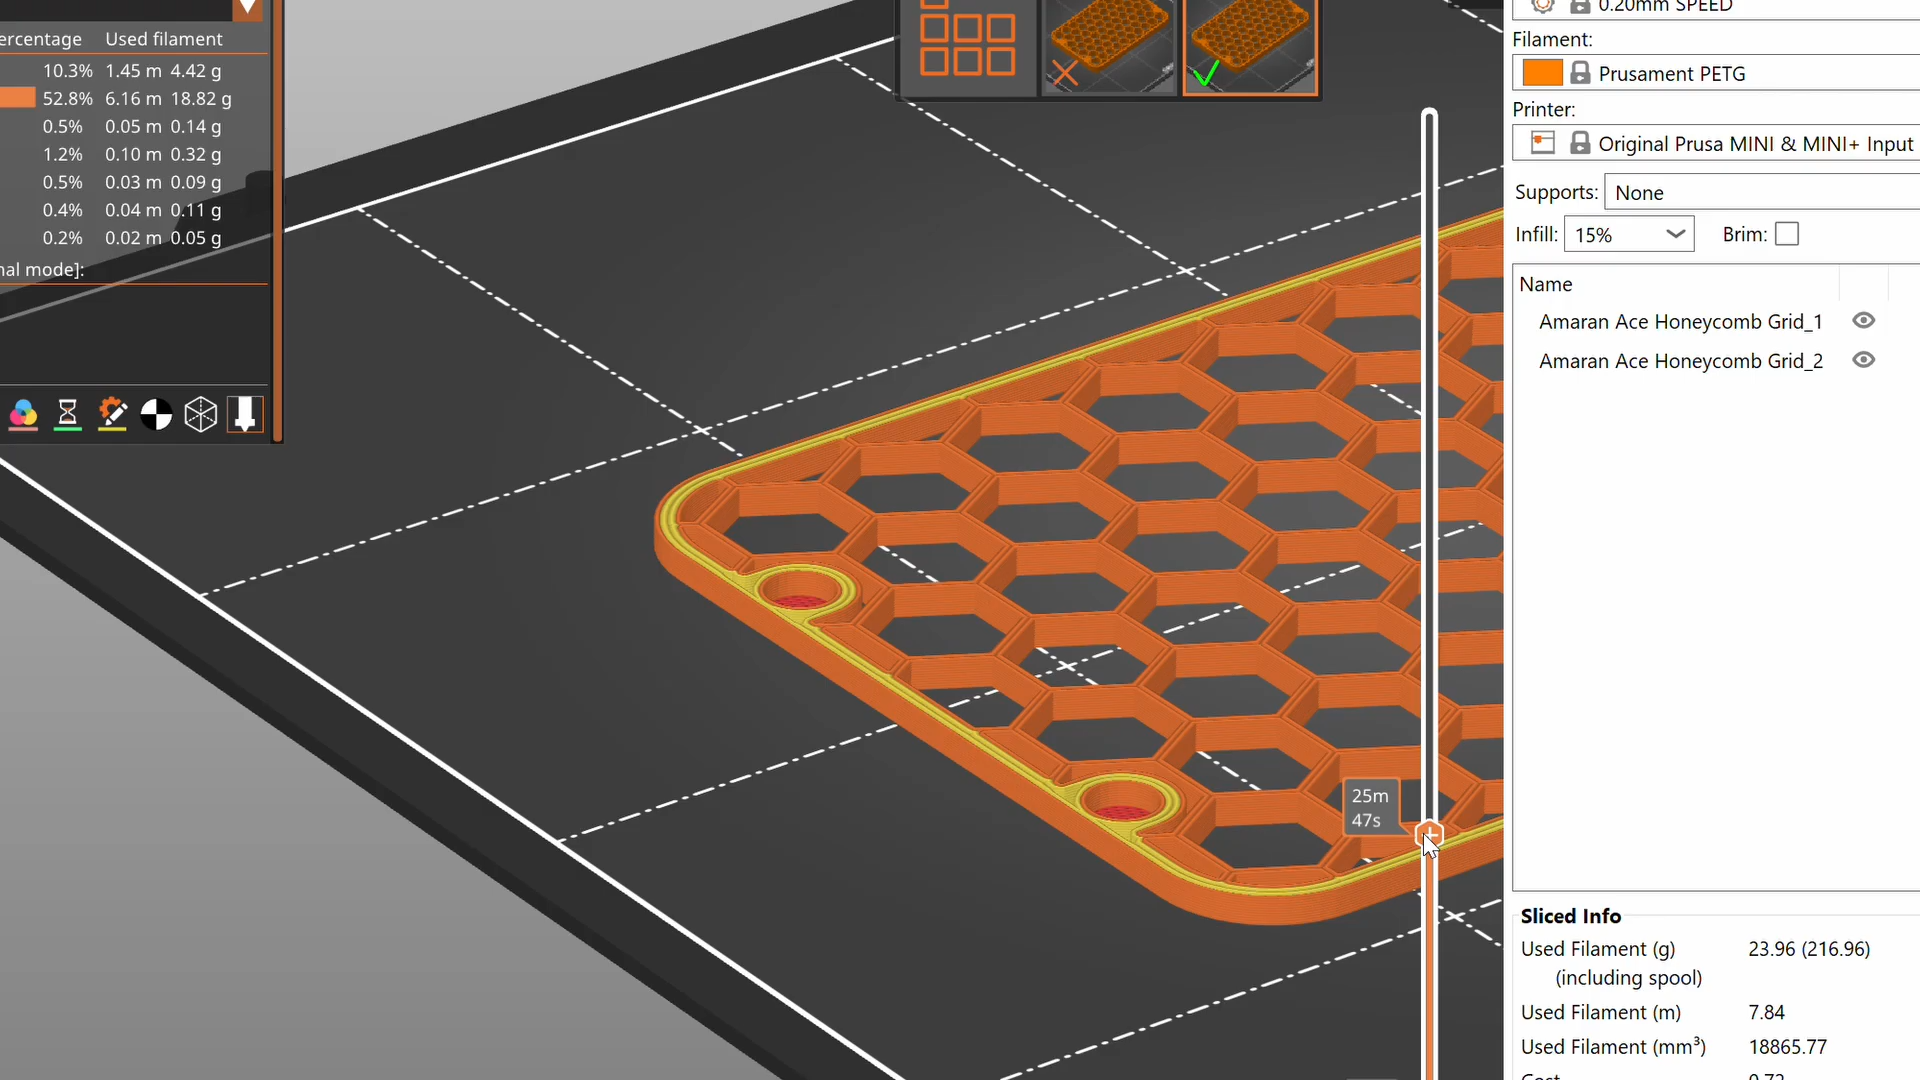 ercentage Used filament
10.3% 1.45 m 4.42 g
52.8% 6.16 m 18.82 g
0.5% 0.05 m 0.14 g
1.2% 0.10 m 0.32 g
0.5% 0.03 m 0.09 g
0.4% 0.04 m 0.11 g
0.2% 0.02 m 0.05 g
nal mode]:
25m
47s
0.20mm SPEED
Filament:
Prusament PETG
Printer:
Original Prusa MINI & MINI+ Input
Supports: None
Infill: 15% Brim:
Name
Amaran Ace Honeycomb Grid_1
Amaran Ace Honeycomb Grid_2
Sliced Info
Used Filament (g) 23.96 (216.96)
(including spool)
Used Filament (m) 7.84
Used Filament (mm³) 18865.77
Cost 0.72